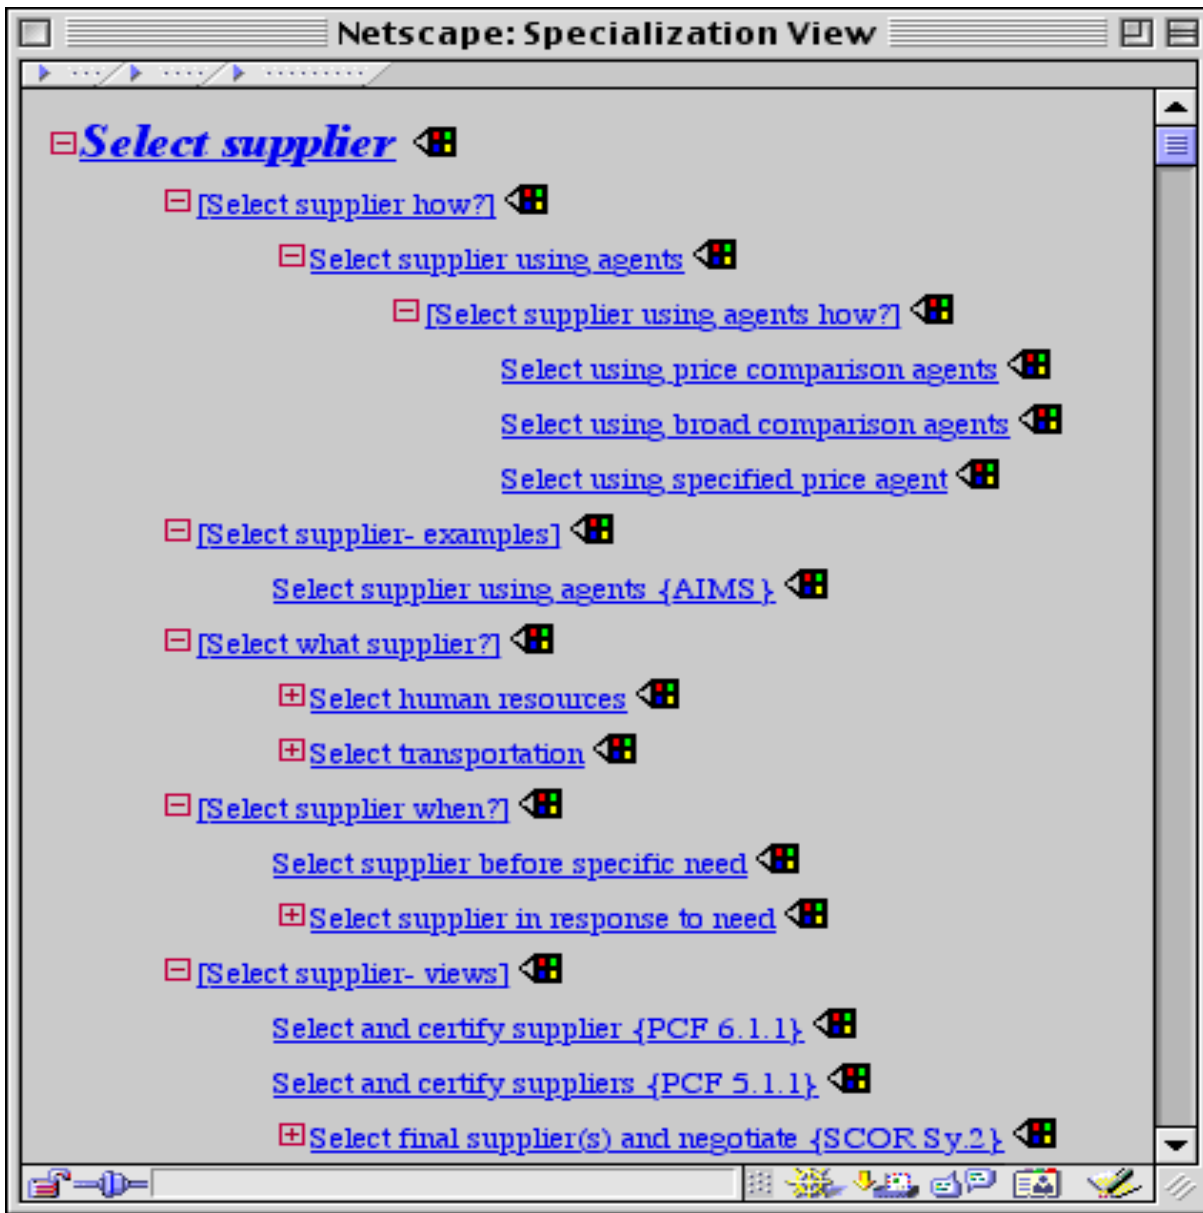 Netscape: Specialization View
Select supplier
[Select supplier how?]
Select supplier using agents
[Select supplier using agents how?]
Select using price comparison agents
Select using broad comparison agents
Select using specified price agent
[Select supplier- examples]
Select supplier using agents {AIMS}
[Select what supplier?]
Select human resources
Select transportation
[Select supplier when?]
Select supplier before specific need
Select supplier in response to need
[Select supplier- views]
Select and certify supplier {PCF 6.1.1}
Select and certify suppliers {PCF 5.1.1}
Select final supplier(s) and negotiate {SCOR Sy.2}